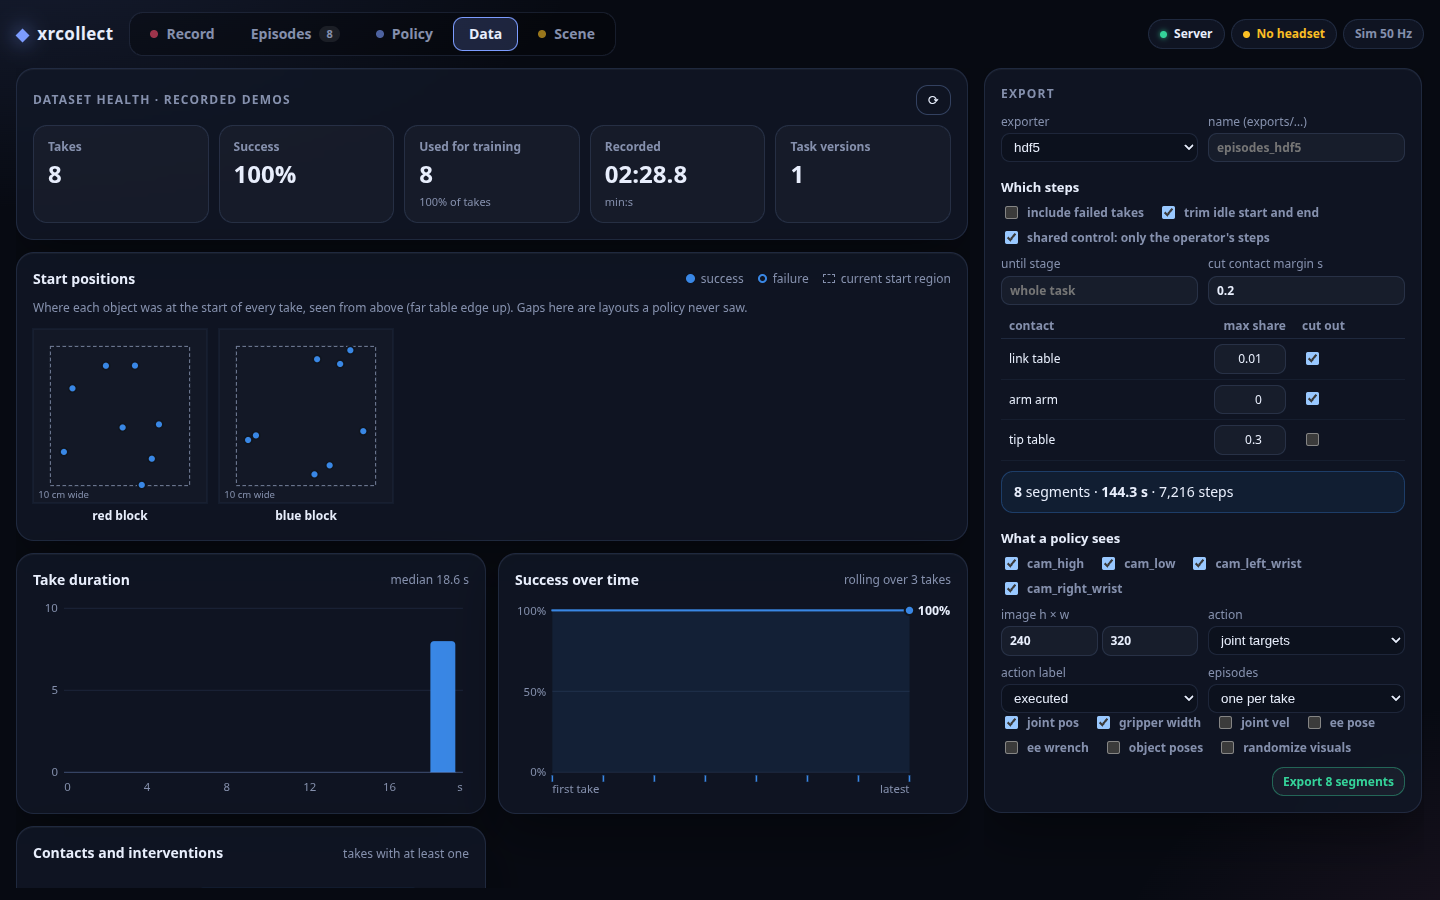 xrcollect
Record
Episodes 8
Policy
Data
Scene
Server
No headset
Sim 50 Hz
DATASET HEALTH · RECORDED DEMOS
⟳
Takes
8
Success
100%
Used for training
8
100% of takes
Recorded
02:28.8
min:s
Task versions
1
Start positions
success
failure
current start region
Where each object was at the start of every take, seen from above (far table edge up). Gaps here are layouts a policy never saw.
10 cm wide
red block
10 cm wide
blue block
Take duration
median 18.6 s
10
5
0
0 4 8 12 16 s
Success over time
rolling over 3 takes
100%
100%
50%
0%
first take
latest
Contacts and interventions
takes with at least one
EXPORT
exporter
name (exports/...)
hdf5
episodes_hdf5
Which steps
include failed takes
trim idle start and end
shared control: only the operator's steps
until stage
cut contact margin s
whole task
0.2
contact max share cut out
link table 0.01
arm arm 0
tip table 0.3
8 segments · 144.3 s · 7,216 steps
What a policy sees
cam_high
cam_low
cam_left_wrist
cam_right_wrist
image h × w
action
240
320
joint targets
action label
episodes
executed
one per take
joint pos
gripper width
joint vel
ee pose
ee wrench
object poses
randomize visuals
Export 8 segments